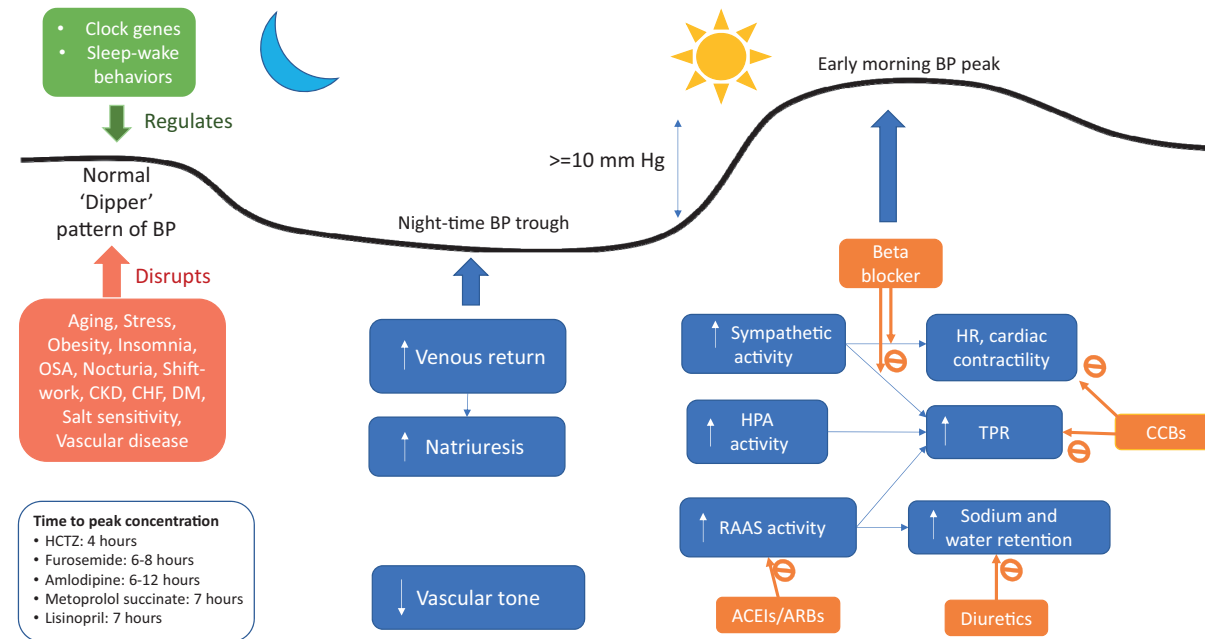 • Clock genes
• Sleep-wake
behaviors
Regulates
Normal
‘Dipper’
pattern of BP
Disrupts
Aging, Stress,
Obesity, Insomnia,
OSA, Nocturia, Shift-
work, CKD, CHF, DM,
Salt sensitivity,
Vascular disease
Time to peak concentration
• HCTZ: 4 hours
• Furosemide: 6-8 hours
• Amlodipine: 6-12 hours
• Metoprolol succinate: 7 hours
• Lisinopril: 7 hours
Night-time BP trough
↑ Venous return
↑ Natriuresis
↓ Vascular tone
>=10 mm Hg
Early morning BP peak
Beta
blocker
↑ Sympathetic
activity
HR, cardiac
contractility
↑ HPA
activity
↑ TPR
CCBs
↑ RAAS activity
↑ Sodium and
water retention
ACEIs/ARBs
Diuretics